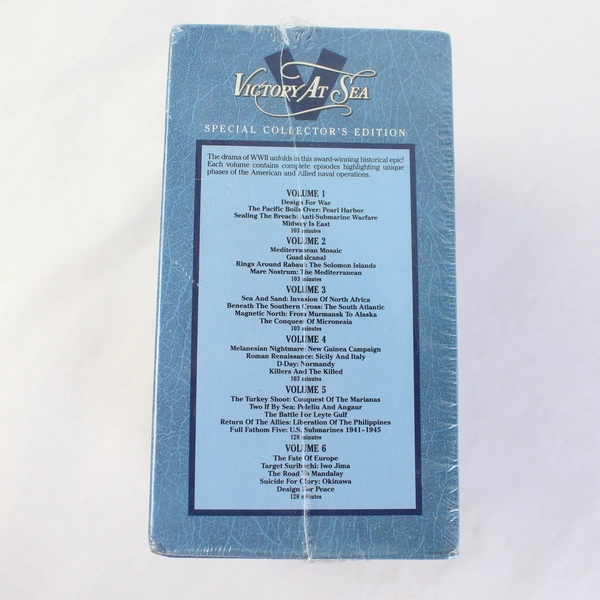 VICTORY AT SEA
SPECIAL COLLECTOR'S EDITION
The drama of WWII unfolds in this award-winning historical epic!
Each volume contains complete episodes highlighting unique
phases of the American and Allied naval operations.
VOLUME 1
Design For War
The Pacific Boils Over: Pearl Harbor
Sealing The Breach: Anti-Submarine Warfare
Midway Is East
103 minutes
VOLUME 2
Mediterranean Mosaic
Guadalcanal
Rings Around Rabaul: The Solomon Islands
Mare Nostrum: The Mediterranean
103 minutes
VOLUME 3
Sea And Sand: Invasion Of North Africa
Beneath The Southern Cross: The South Atlantic
Magnetic North: From Murmansk To Alaska
The Conquest Of Micronesia
103 minutes
VOLUME 4
Melanesian Nightmare: New Guinea Campaign
Roman Renaissance: Sicily And Italy
D-Day: Normandy
Killers And The Killed
103 minutes
VOLUME 5
The Turkey Shoot: Conquest Of The Marianas
Two If By Sea: Peleliu And Angaur
The Battle For Leyte Gulf
Return Of The Allies: Liberation Of The Philippines
Full Fathom Five: U.S. Submarines 1941-1945
128 minutes
VOLUME 6
The Fate Of Europe
Target Suribachi: Iwo Jima
The Road To Mandalay
Suicide For Glory: Okinawa
Design For Peace
128 minutes